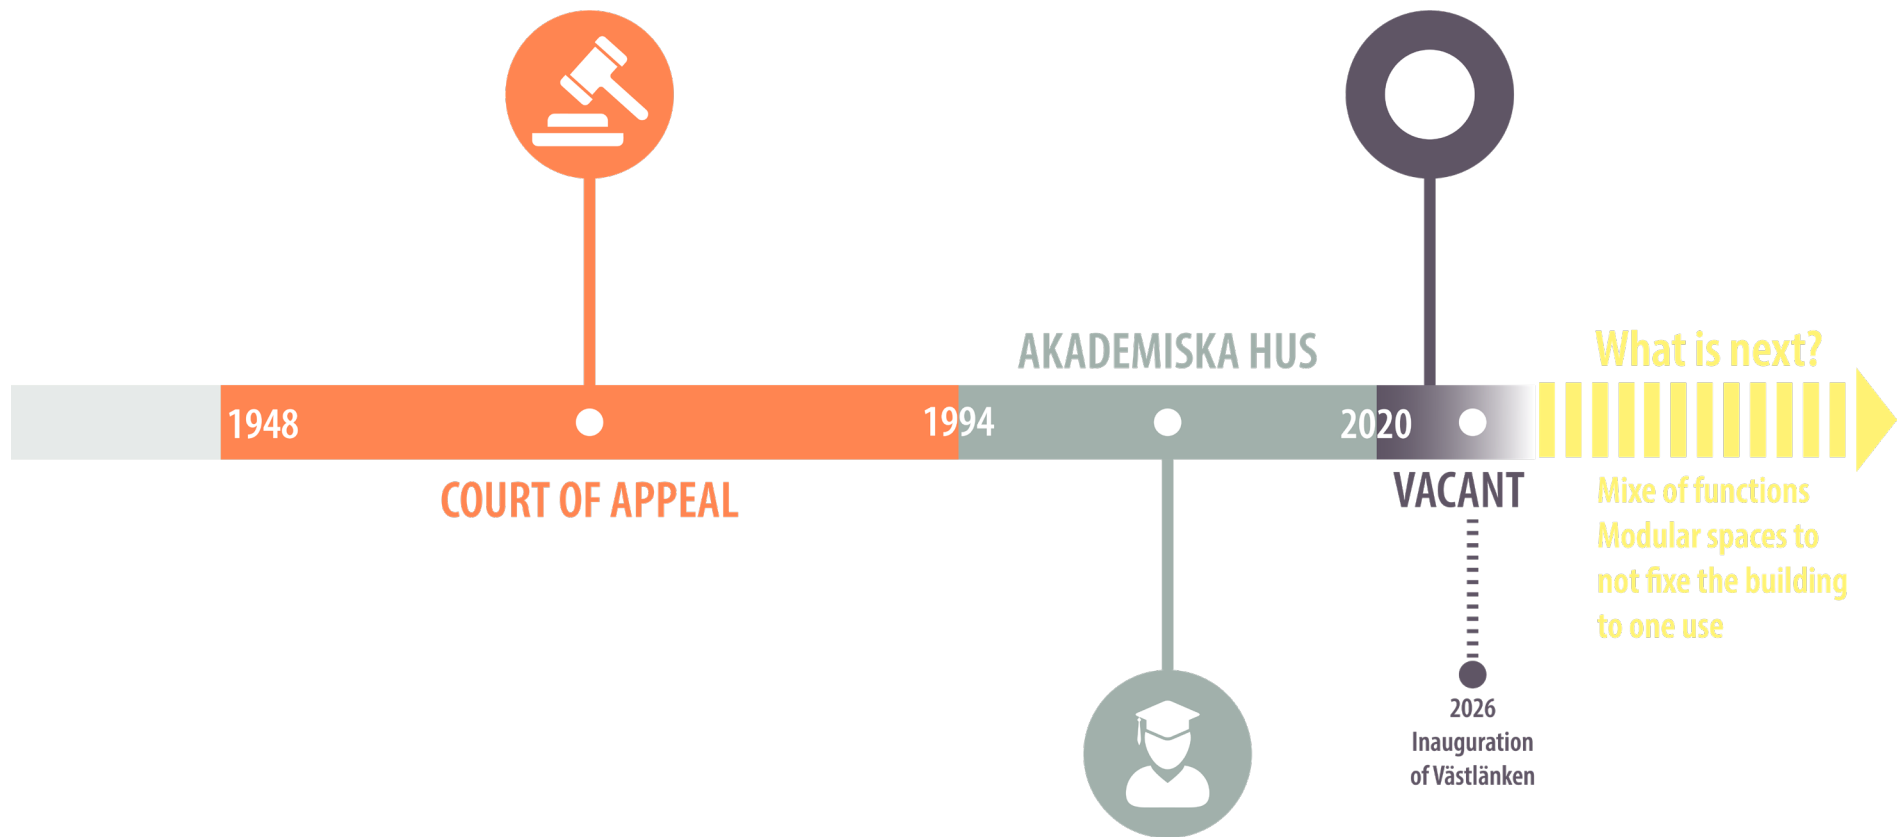 AKADEMISKA HUS
What is next?
1948
1994
2020
COURT OF APPEAL
VACANT
Mixe of functions
Modular spaces to
not fixe the building
to one use
2026
Inauguration
of Västlänken